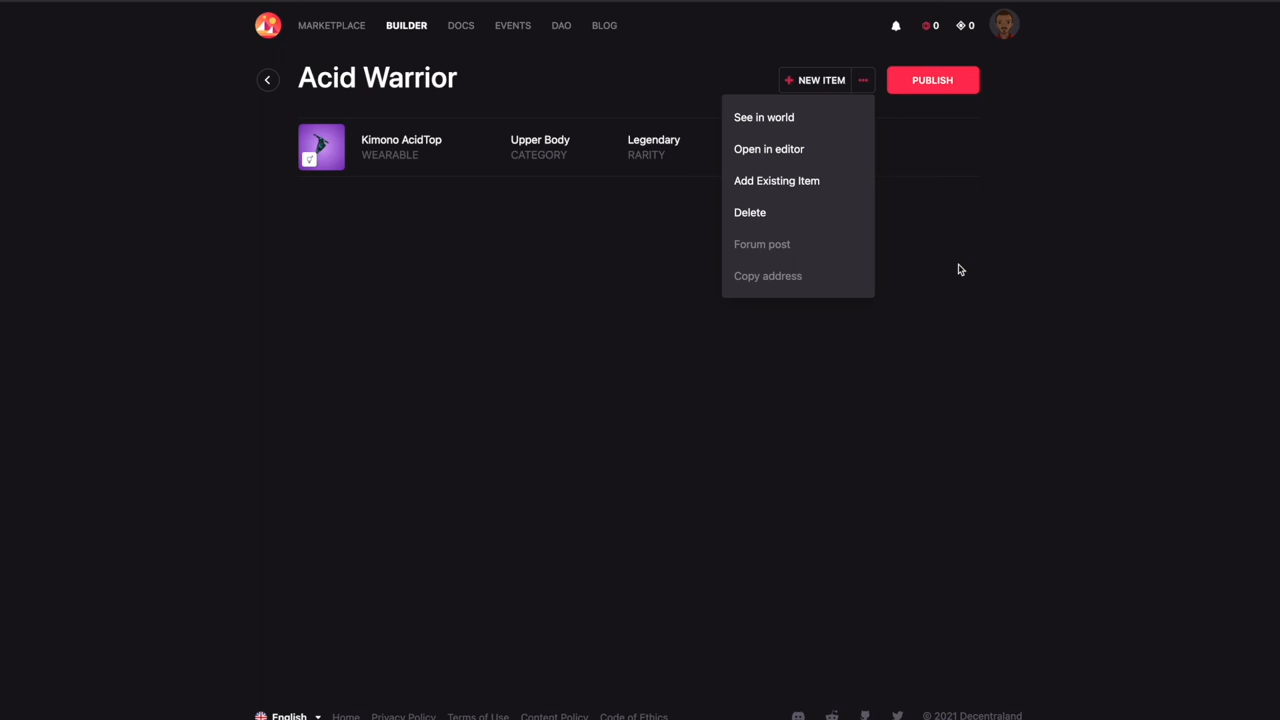 MARKETPLACE BUILDER DOCS EVENTS DAO BLOG 0 0
Acid Warrior
NEW ITEM
PUBLISH
See in world
Open in editor
Add Existing Item
Delete
Forum post
Copy address
Kimono AcidTop Upper Body Legendary
WEARABLE CATEGORY RARITY
English Home Privacy Policy Terms of Use Content Policy Code of Ethics © 2021 Decentraland